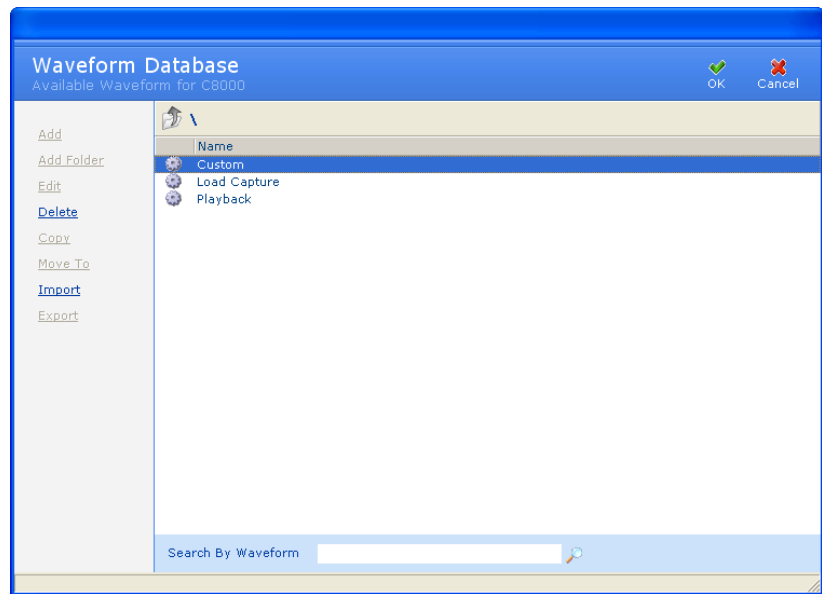 Waveform Database
Available Waveform for C8000
OK
Cancel
Add
Add Folder
Edit
Delete
Copy
Move To
Import
Export
\
Name
Custom
Load Capture
Playback
Search By Waveform